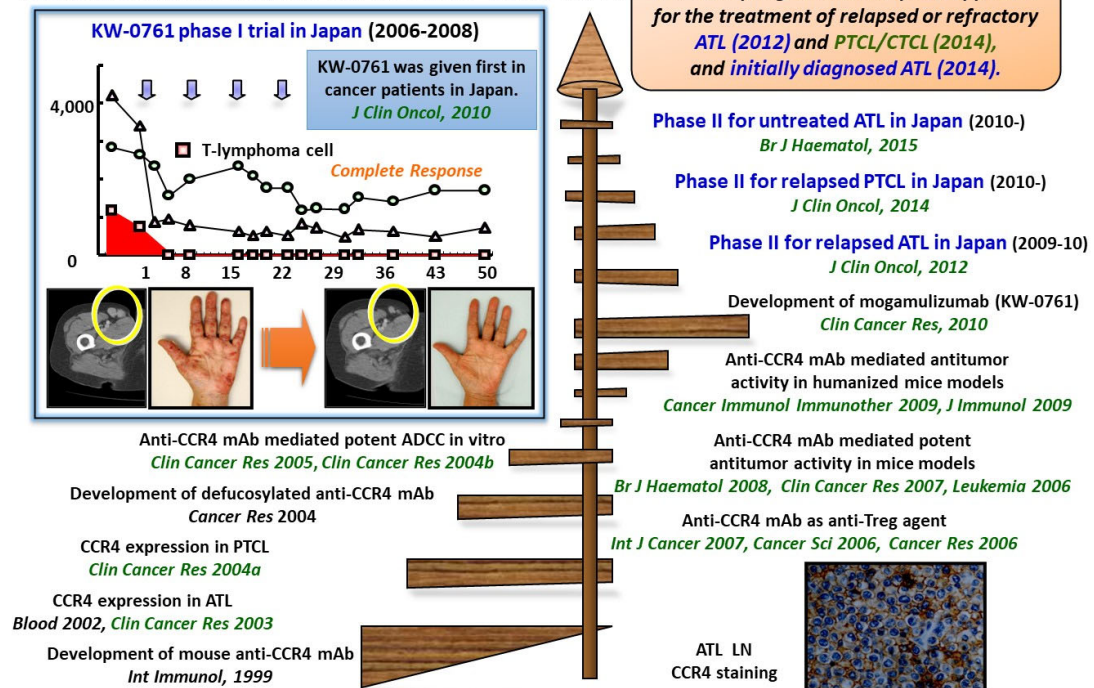 KW-0761 phase I trial in Japan (2006-2008)
KW-0761 was given first in
cancer patients in Japan.
J Clin Oncol, 2010
4,000
T-lymphoma cell
Complete Response
0
1 8 15 22 29 36 43 50
for the treatment of relapsed or refractory
ATL (2012) and PTCL/CTCL (2014),
and initially diagnosed ATL (2014).
Phase II for untreated ATL in Japan (2010-)
Br J Haematol, 2015
Phase II for relapsed PTCL in Japan (2010-)
J Clin Oncol, 2014
Phase II for relapsed ATL in Japan (2009-10)
J Clin Oncol, 2012
Development of mogamulizumab (KW-0761)
Clin Cancer Res, 2010
Anti-CCR4 mAb mediated antitumor
activity in humanized mice models
Cancer Immunol Immunother 2009, J Immunol 2009
Anti-CCR4 mAb mediated potent
antitumor activity in mice models
Br J Haematol 2008, Clin Cancer Res 2007, Leukemia 2006
Anti-CCR4 mAb as anti-Treg agent
Int J Cancer 2007, Cancer Sci 2006, Cancer Res 2006
Anti-CCR4 mAb mediated potent ADCC in vitro
Clin Cancer Res 2005, Clin Cancer Res 2004b
Development of defucosylated anti-CCR4 mAb
Cancer Res 2004
CCR4 expression in PTCL
Clin Cancer Res 2004a
CCR4 expression in ATL
Blood 2002, Clin Cancer Res 2003
Development of mouse anti-CCR4 mAb
Int Immunol, 1999
ATL LN
CCR4 staining